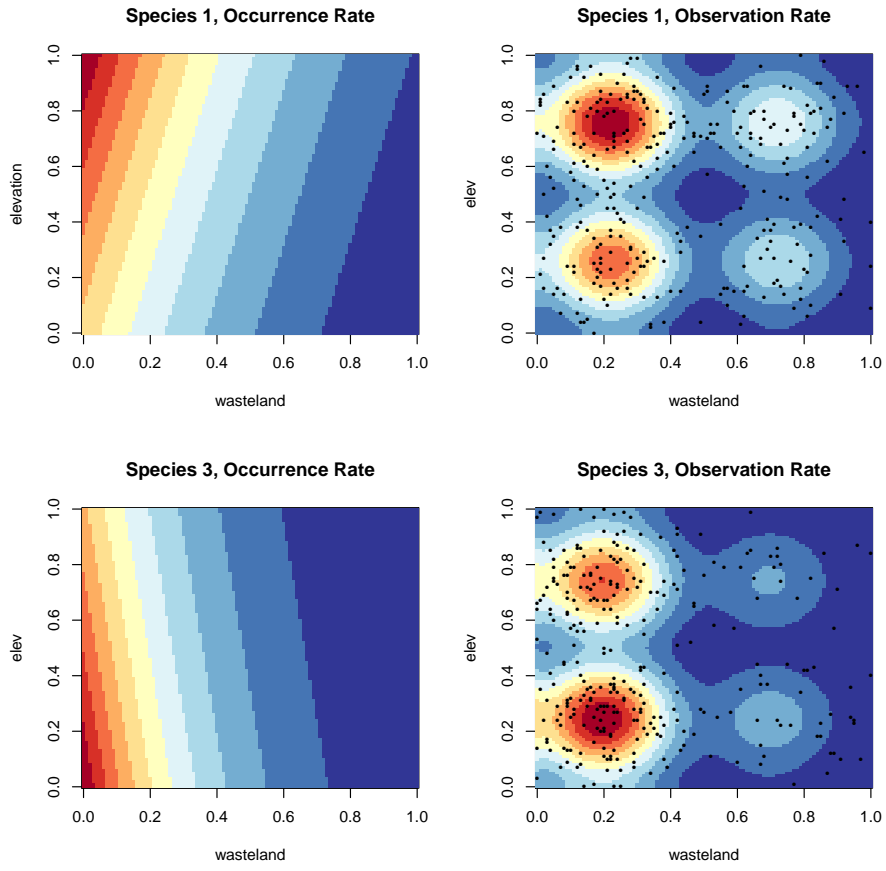 Species 1, Occurrence Rate
elevation
1.0
0.8
0.6
0.4
0.2
0.0
0.0 0.2 0.4 0.6 0.8 1.0
wasteland
Species 1, Observation Rate
elev
1.0
0.8
0.6
0.4
0.2
0.0
0.0 0.2 0.4 0.6 0.8 1.0
wasteland
Species 3, Occurrence Rate
elev
1.0
0.8
0.6
0.4
0.2
0.0
0.0 0.2 0.4 0.6 0.8 1.0
wasteland
Species 3, Observation Rate
elev
1.0
0.8
0.6
0.4
0.2
0.0
0.0 0.2 0.4 0.6 0.8 1.0
wasteland